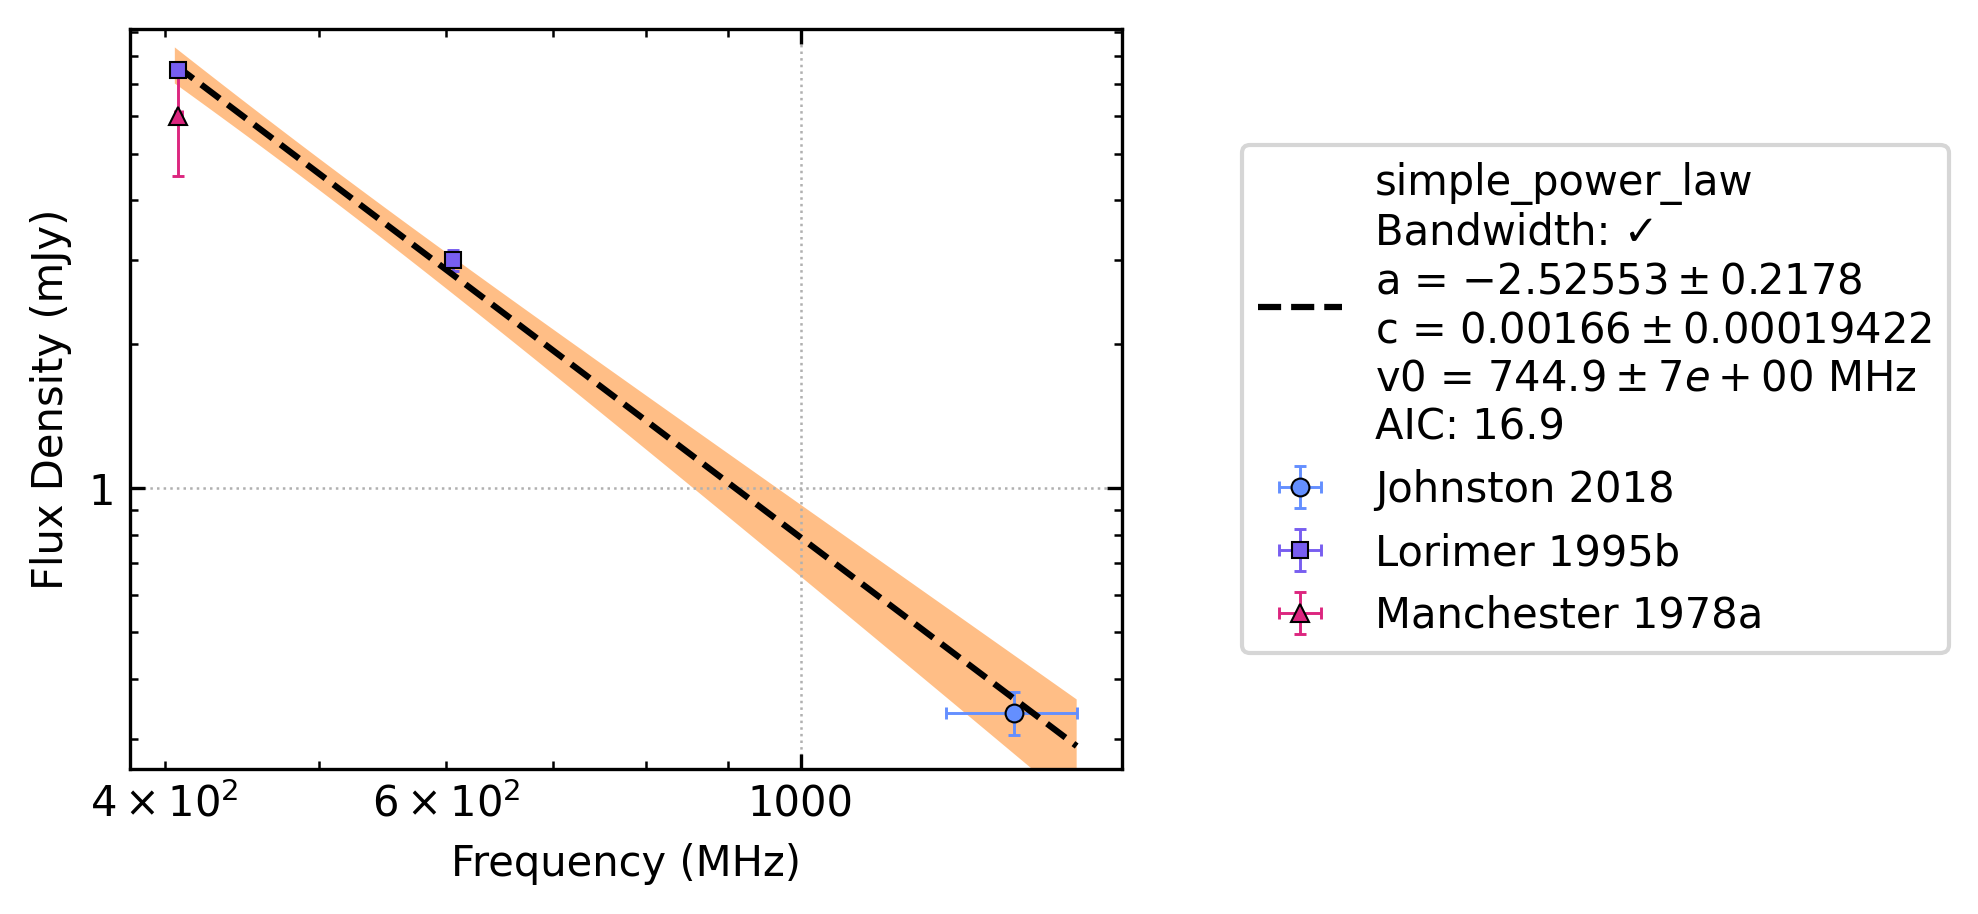 Flux Density (mJy)
1
4 × 10²
6 × 10²
1000
Frequency (MHz)
simple_power_law
Bandwidth: ✓
a = −2.52553 ± 0.2178
c = 0.00166 ± 0.00019422
v0 = 744.9 ± 7e + 00 MHz
AIC: 16.9
Johnston 2018
Lorimer 1995b
Manchester 1978a